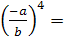 (−a/b)⁴ =